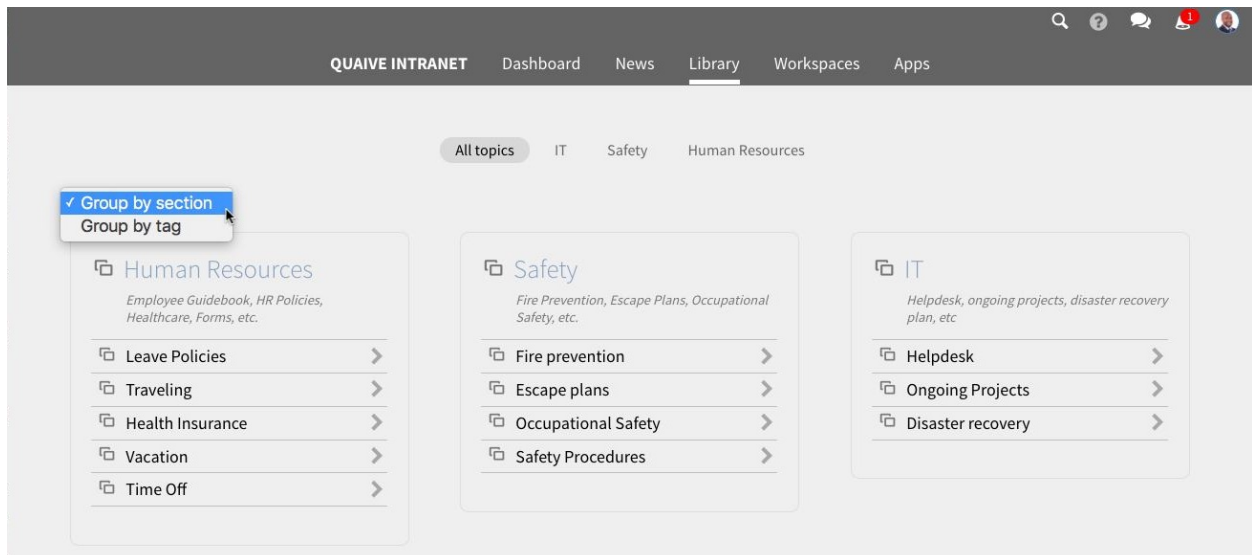 1
QUAIVE INTRANET Dashboard News Library Workspaces Apps
All topics IT Safety Human Resources
✓ Group by section
Group by tag
Human Resources
Employee Guidebook, HR Policies,
Healthcare, Forms, etc.
Leave Policies
Traveling
Health Insurance
Vacation
Time Off
Safety
Fire Prevention, Escape Plans, Occupational
Safety, etc.
Fire prevention
Escape plans
Occupational Safety
Safety Procedures
IT
Helpdesk, ongoing projects, disaster recovery
plan, etc
Helpdesk
Ongoing Projects
Disaster recovery